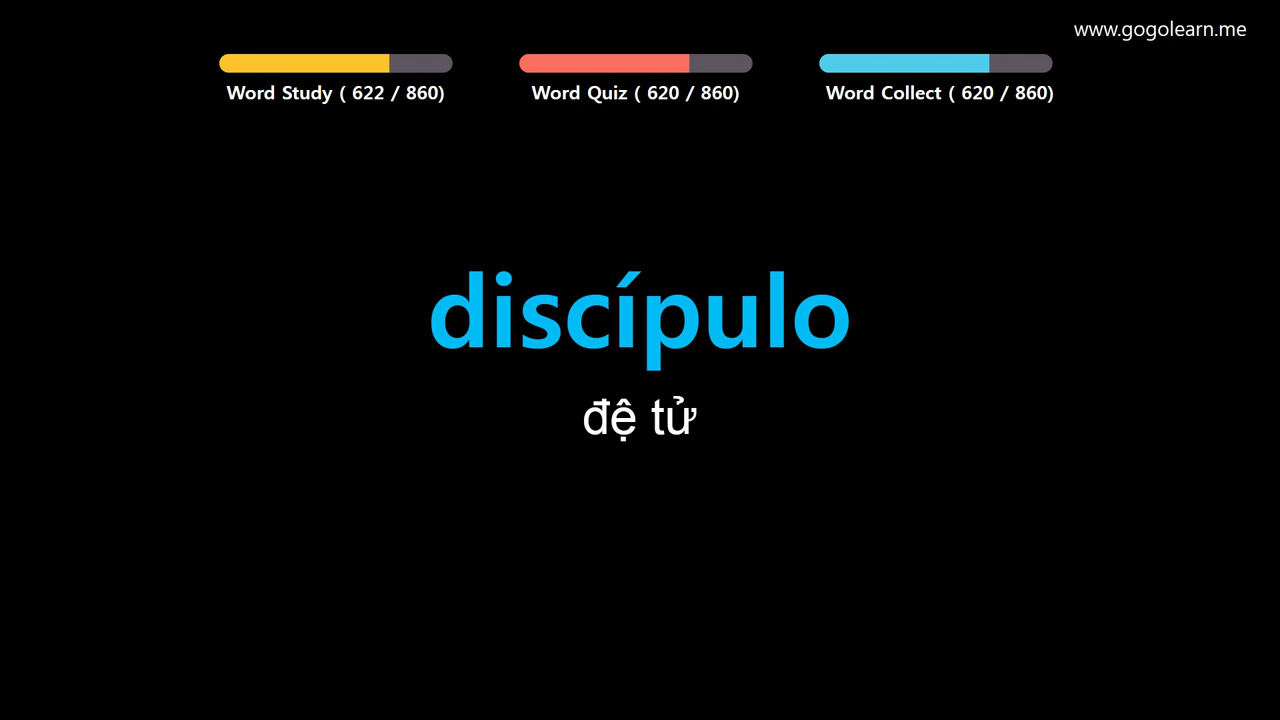 www.gogolearn.me
Word Study ( 622 / 860)
Word Quiz ( 620 / 860)
Word Collect ( 620 / 860)
discípulo
đệ tử